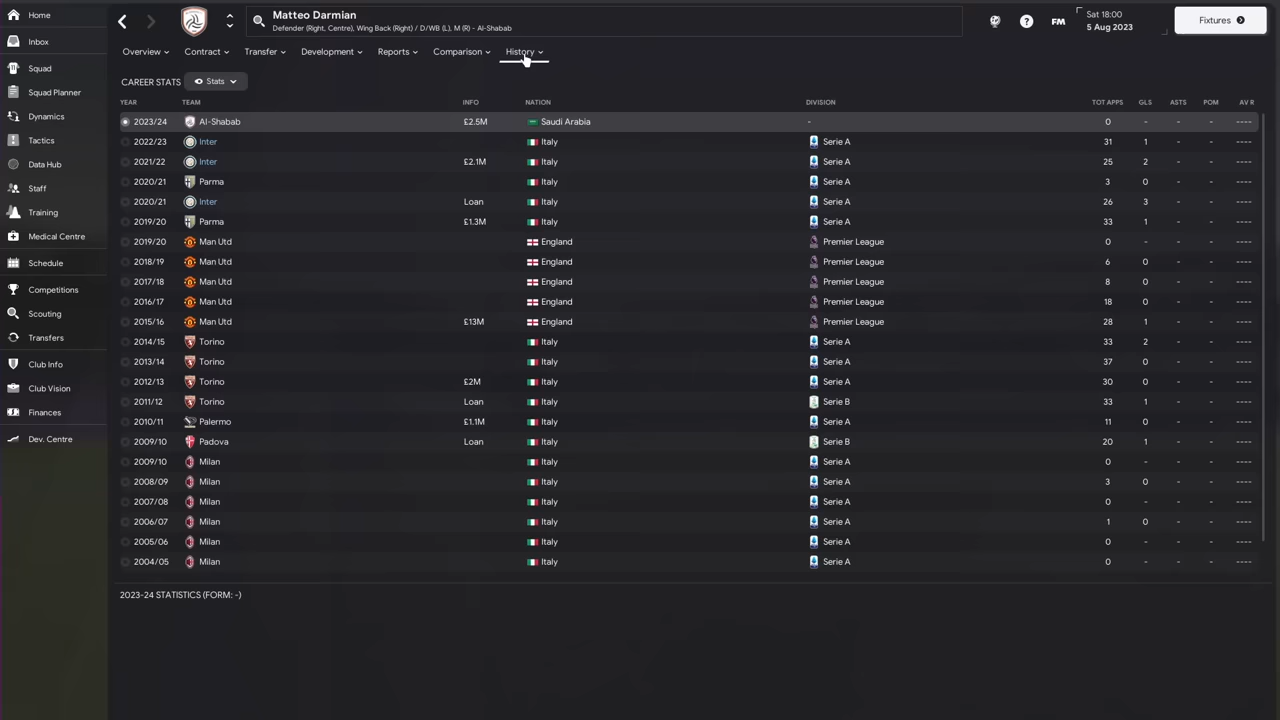 Home
Inbox
Squad
Squad Planner
Dynamics
Tactics
Data Hub
Staff
Training
Medical Centre
Schedule
Competitions
Scouting
Transfers
Club Info
Club Vision
Finances
Dev. Centre
Matteo Darmian
Defender (Right, Centre), Wing Back (Right) / D/WB (L), M (R) - Al-Shabab
? FM Sat 18:00
5 Aug 2023
Fixtures
Overview Contract Transfer Development Reports Comparison History
CAREER STATS Stats
YEAR TEAM INFO NATION DIVISION TOT APPS GLS ASTS POM AV R
2023/24 Al-Shabab £2.5M Saudi Arabia - 0 - - - ----
2022/23 Inter Italy Serie A 31 1 - - ----
2021/22 Inter £2.1M Italy Serie A 25 2 - - ----
2020/21 Parma Italy Serie A 3 0 - - ----
2020/21 Inter Loan Italy Serie A 26 3 - - ----
2019/20 Parma £1.3M Italy Serie A 33 1 - - ----
2019/20 Man Utd England Premier League 0 - - - ----
2018/19 Man Utd England Premier League 6 0 - - ----
2017/18 Man Utd England Premier League 8 0 - - ----
2016/17 Man Utd England Premier League 18 0 - - ----
2015/16 Man Utd £13M England Premier League 28 1 - - ----
2014/15 Torino Italy Serie A 33 2 - - ----
2013/14 Torino Italy Serie A 37 0 - - ----
2012/13 Torino £2M Italy Serie A 30 0 - - ----
2011/12 Torino Loan Italy Serie B 33 1 - - ----
2010/11 Palermo £1.1M Italy Serie A 11 0 - - ----
2009/10 Padova Loan Italy Serie B 20 1 - - ----
2009/10 Milan Italy Serie A 0 - - - ----
2008/09 Milan Italy Serie A 3 0 - - ----
2007/08 Milan Italy Serie A 0 - - - ----
2006/07 Milan Italy Serie A 1 0 - - ----
2005/06 Milan Italy Serie A 0 - - - ----
2004/05 Milan Italy Serie A 0 - - - ----
2023-24 STATISTICS (FORM: -)